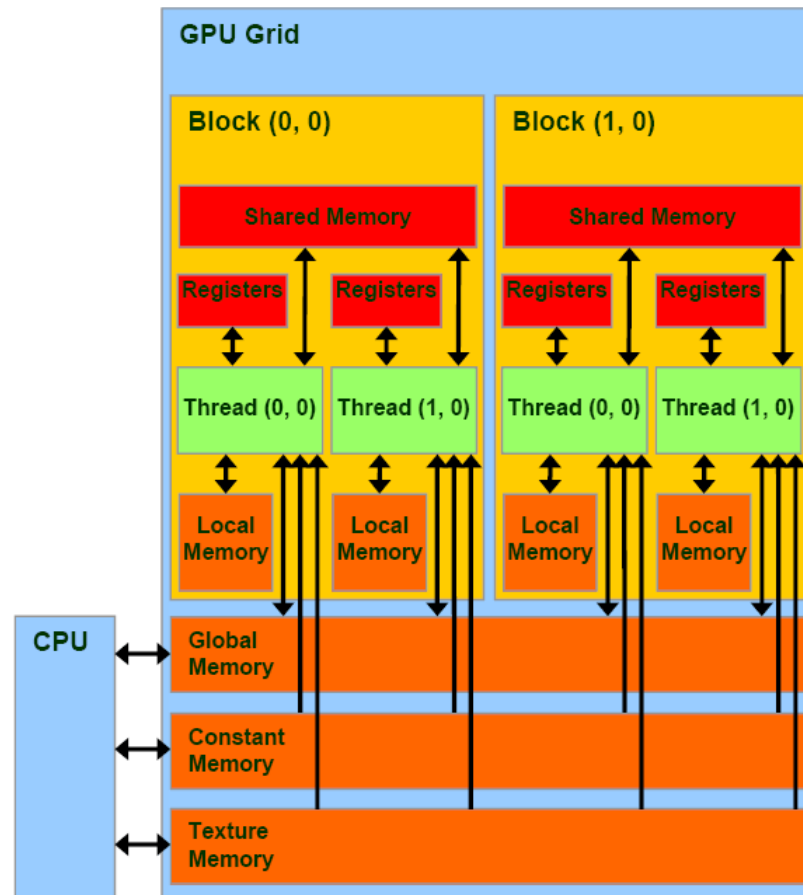 GPU Grid
Block (0, 0)
Block (1, 0)
Shared Memory
Shared Memory
Registers
Registers
Registers
Registers
Thread (0, 0)
Thread (1, 0)
Thread (0, 0)
Thread (1, 0)
Local
Memory
Local
Memory
Local
Memory
Local
Memory
CPU
Global
Memory
Constant
Memory
Texture
Memory